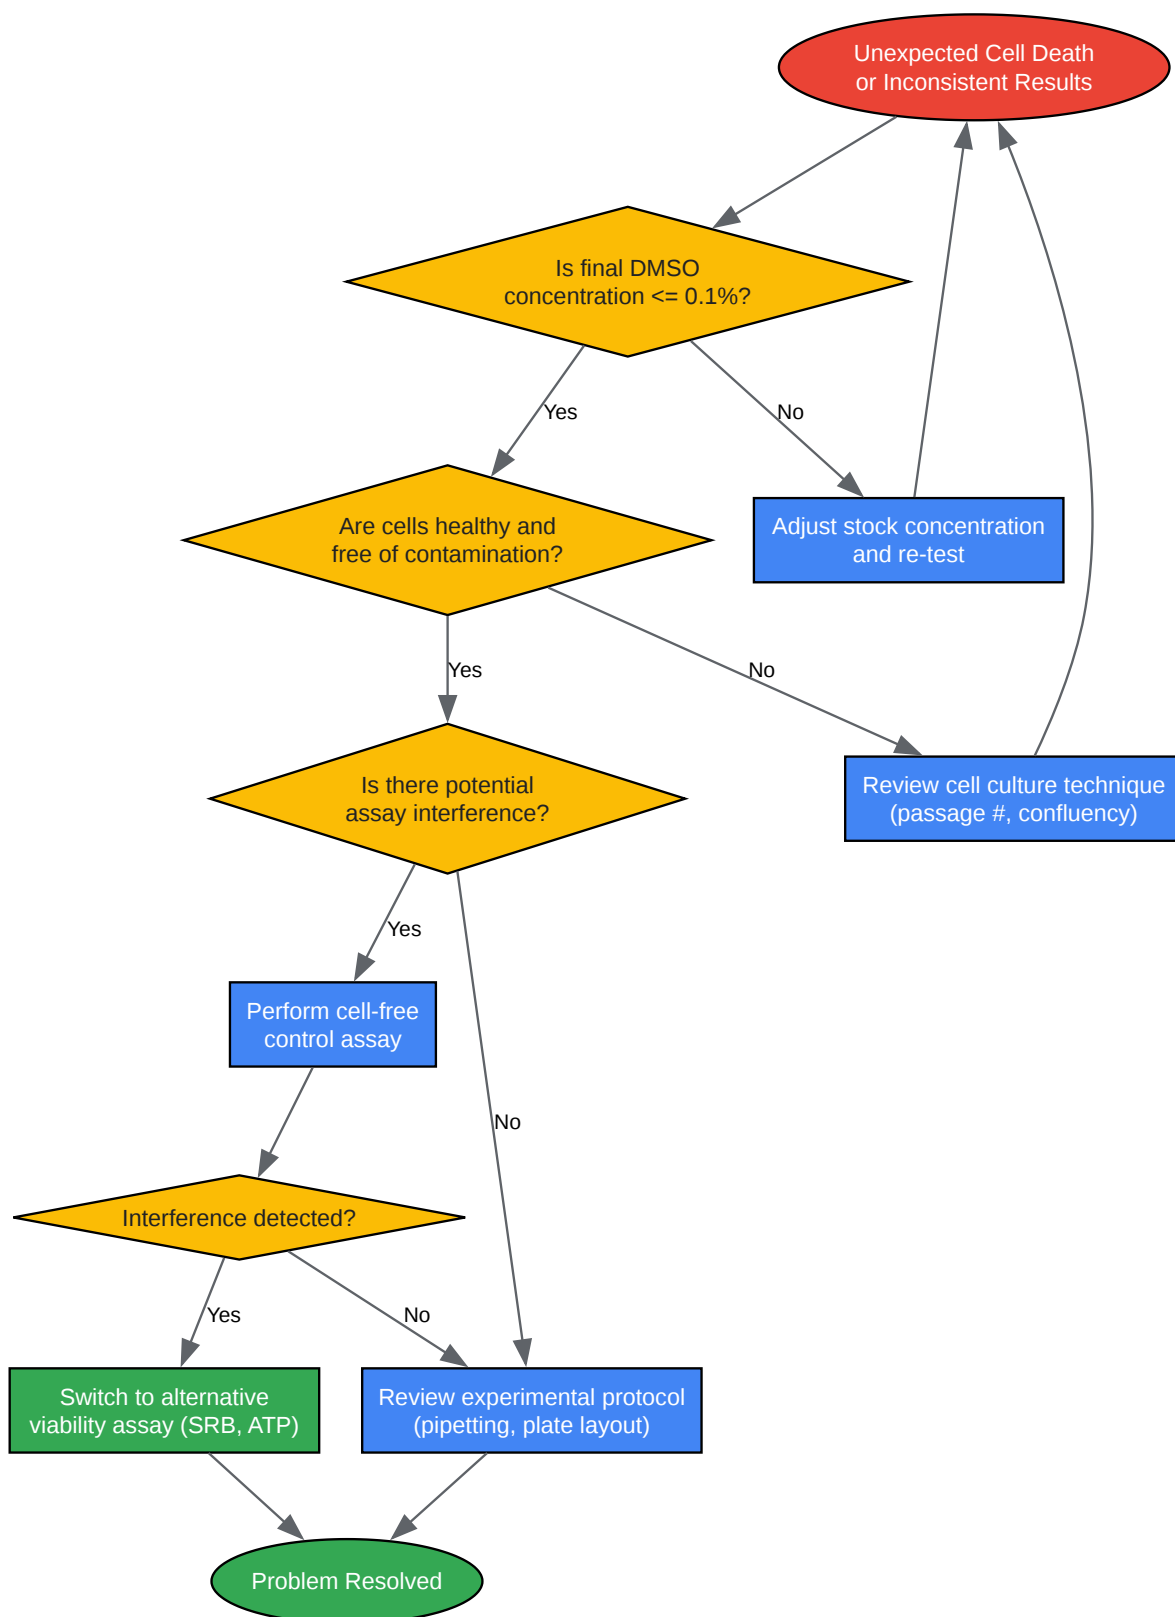 Unexpected Cell Death
or Inconsistent Results
Is final DMSO
concentration <= 0.1%?
Yes
No
Are cells healthy and
free of contamination?
Adjust stock concentration
and re-test
Yes
No
Is there potential
assay interference?
Review cell culture technique
(passage #, confluency)
Yes
Perform cell-free
control assay
No
Interference detected?
Yes
No
Switch to alternative
viability assay (SRB, ATP)
Review experimental protocol
(pipetting, plate layout)
Problem Resolved